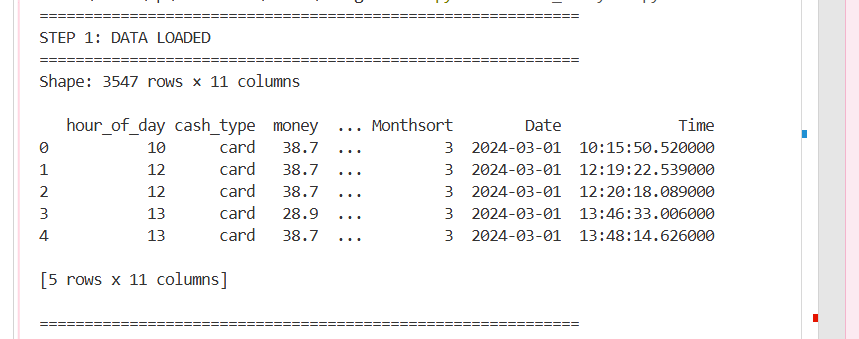 ============================================================
STEP 1: DATA LOADED
============================================================
Shape: 3547 rows × 11 columns
hour_of_day cash_type money ... Monthsort Date Time
0 10 card 38.7 ... 3 2024-03-01 10:15:50.520000
1 12 card 38.7 ... 3 2024-03-01 12:19:22.539000
2 12 card 38.7 ... 3 2024-03-01 12:20:18.089000
3 13 card 28.9 ... 3 2024-03-01 13:46:33.006000
4 13 card 38.7 ... 3 2024-03-01 13:48:14.626000
[5 rows x 11 columns]
============================================================